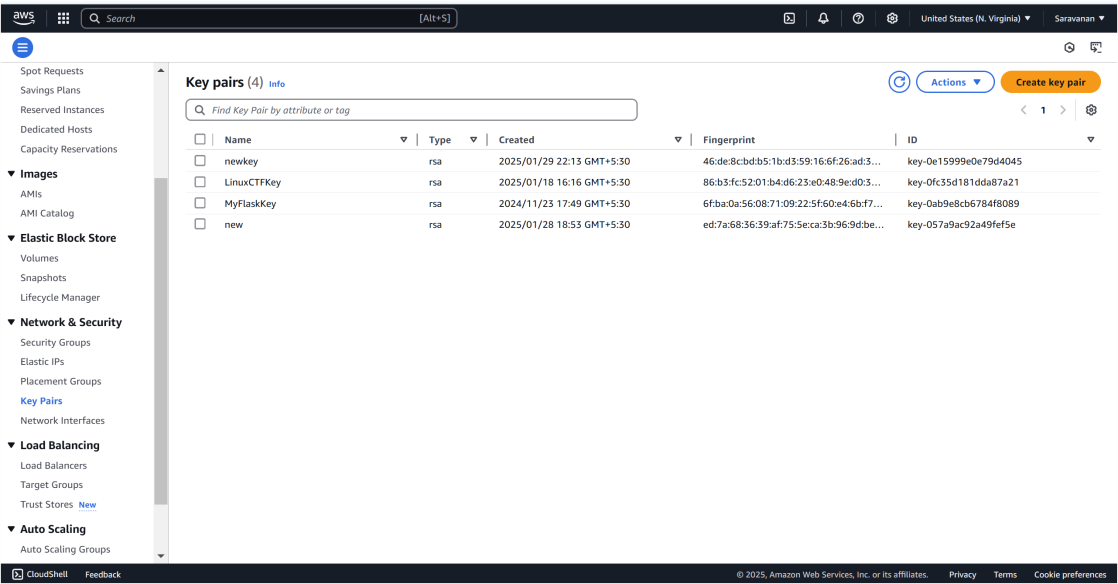 aws Search [Alt+S] United States (N. Virginia) Saravanan
Spot Requests
Savings Plans
Reserved Instances
Dedicated Hosts
Capacity Reservations
Images
AMIs
AMI Catalog
Elastic Block Store
Volumes
Snapshots
Lifecycle Manager
Network & Security
Security Groups
Elastic IPs
Placement Groups
Key Pairs
Network Interfaces
Load Balancing
Load Balancers
Target Groups
Trust Stores New
Auto Scaling
Auto Scaling Groups
Key pairs (4) Info Actions Create key pair
Find Key Pair by attribute or tag 1
Name Type Created Fingerprint ID
newkey rsa 2025/01/29 22:13 GMT+5:30 46:de:8c:bd:b5:1b:d3:59:16:6f:26:ad:3... key-0e15999e0e79d4045
LinuxCTFKey rsa 2025/01/18 16:16 GMT+5:30 86:b3:fc:52:01:b4:d6:23:e0:48:9e:d0:3... key-0fc35d181dda87a21
MyFlaskKey rsa 2024/11/23 17:49 GMT+5:30 6f:ba:0a:56:08:71:09:22:5f:60:e4:6b:f7... key-0ab9e8cb6784f8089
new rsa 2025/01/28 18:53 GMT+5:30 ed:7a:68:36:39:af:75:5e:ca:3b:96:9d:be... key-057a9ac92a49fef5e
CloudShell Feedback © 2025, Amazon Web Services, Inc. or its affiliates. Privacy Terms Cookie preferences